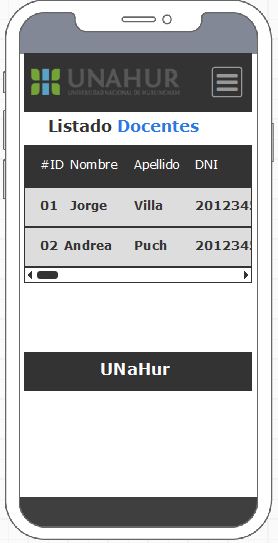 UNAHUR
UNIVERSIDAD NACIONAL DE HURLINGHAM
Listado Docentes
#ID Nombre Apellido DNI
01 Jorge Villa 2012345
02 Andrea Puch 2012345
UNaHur